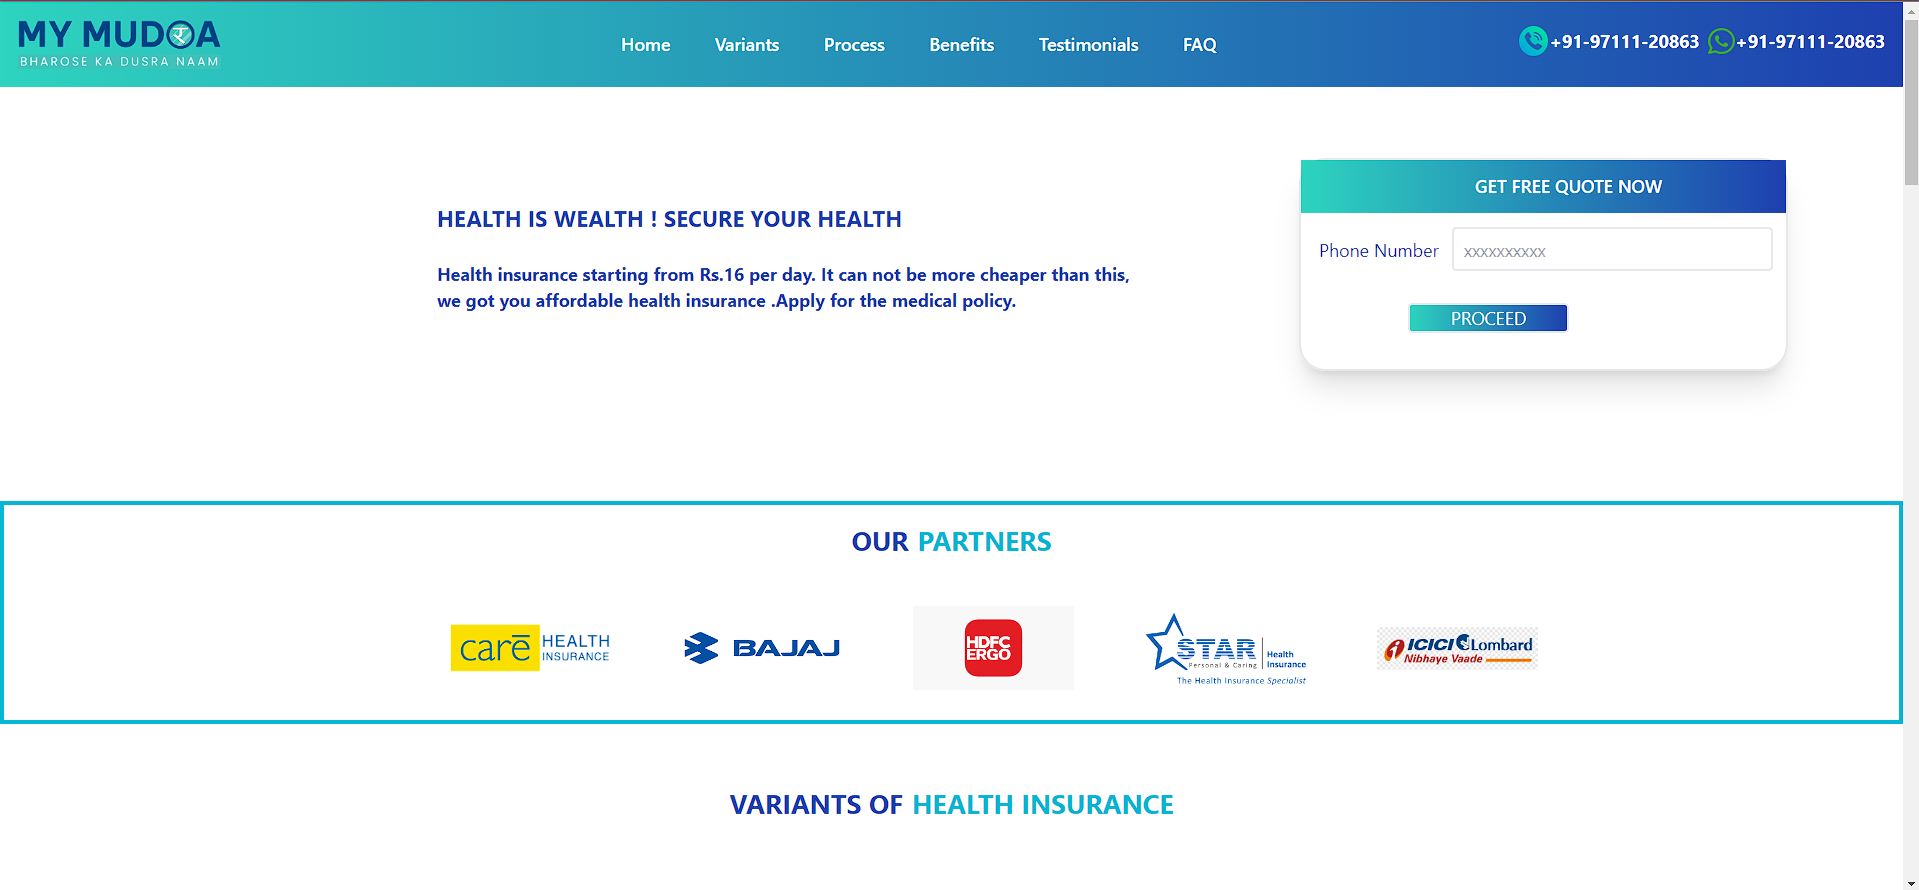 MY MUDRA
BHAROSE KA DUSRA NAAM
Home Variants Process Benefits Testimonials FAQ
+91-97111-20863 +91-97111-20863
HEALTH IS WEALTH ! SECURE YOUR HEALTH
Health insurance starting from Rs.16 per day. It can not be more cheaper than this,
we got you affordable health insurance .Apply for the medical policy.
GET FREE QUOTE NOW
Phone Number xxxxxxxxxx
PROCEED
OUR PARTNERS
carē HEALTH
INSURANCE
BAJAJ
HDFC
ERGO
STAR Health
Personal & Caring Insurance
The Health Insurance Specialist
ICICI Lombard
Nibhaye Vaade
VARIANTS OF HEALTH INSURANCE